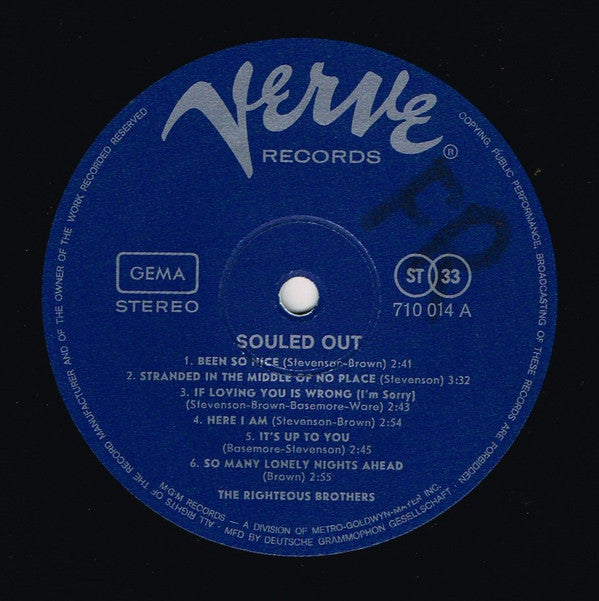 Verve
RECORDS ®
FP
GEMA
STEREO
ST 33
710 014 A
SOULED OUT
1. BEEN SO NICE (Stevenson-Brown) 2:41
2. STRANDED IN THE MIDDLE OF NO PLACE (Stevenson) 3:32
3. IF LOVING YOU IS WRONG (I'm Sorry)
(Stevenson-Brown-Basemore-Ware) 2:43
4. HERE I AM (Stevenson-Brown) 2:54
5. IT'S UP TO YOU
(Basemore-Stevenson) 2:45
6. SO MANY LONELY NIGHTS AHEAD
(Brown) 2:55
THE RIGHTEOUS BROTHERS
M-G-M RECORDS — A DIVISION OF METRO-GOLDWYN-MAYER INC.
ALL RIGHTS OF THE RECORD MANUFACTURER AND OF THE OWNER OF THE WORK RECORDED RESERVED
COPYING, PUBLIC PERFORMANCE, BROADCASTING OF THESE RECORDS ARE FORBIDDEN · MFD BY DEUTSCHE GRAMMOPHON GESELLSCHAFT ·